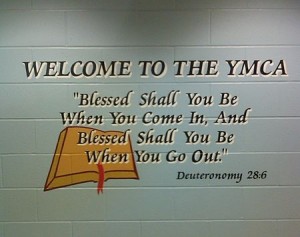 WELCOME TO THE YMCA
"Blessed Shall You Be
When You Come In, And
Blessed Shall You Be
When You Go Out."
Deuteronomy 28:6